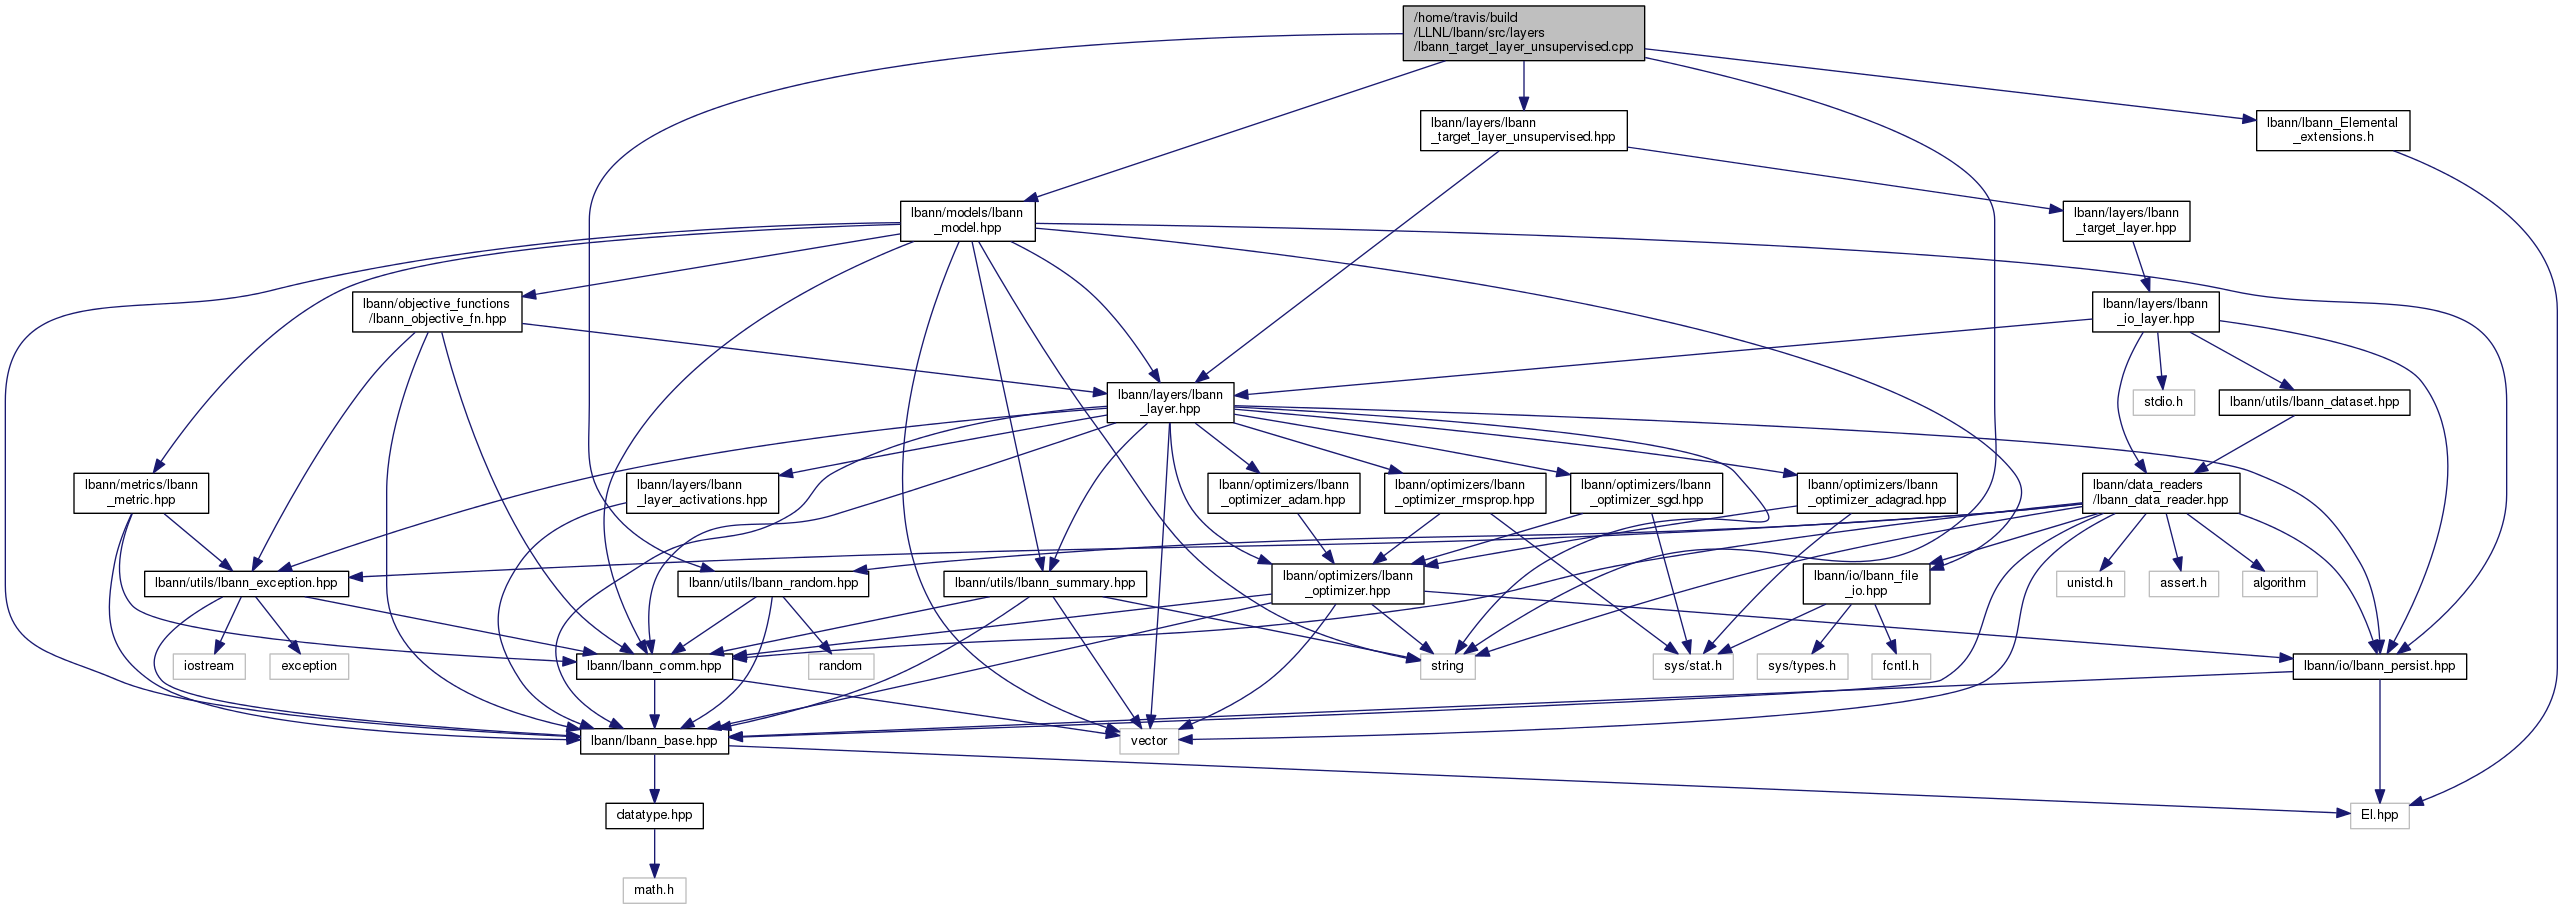 /home/travis/build
/LLNL/lbann/src/layers
/lbann_target_layer_unsupervised.cpp
lbann/layers/lbann
_target_layer_unsupervised.hpp
lbann/lbann_Elemental
_extensions.h
lbann/models/lbann
_model.hpp
lbann/layers/lbann
_target_layer.hpp
lbann/objective_functions
/lbann_objective_fn.hpp
lbann/layers/lbann
_io_layer.hpp
lbann/layers/lbann
_layer.hpp
stdio.h
lbann/utils/lbann_dataset.hpp
lbann/metrics/lbann
_metric.hpp
lbann/layers/lbann
_layer_activations.hpp
lbann/optimizers/lbann
_optimizer_adam.hpp
lbann/optimizers/lbann
_optimizer_rmsprop.hpp
lbann/optimizers/lbann
_optimizer_sgd.hpp
lbann/optimizers/lbann
_optimizer_adagrad.hpp
lbann/data_readers
/lbann_data_reader.hpp
lbann/utils/lbann_exception.hpp
lbann/utils/lbann_random.hpp
lbann/utils/lbann_summary.hpp
lbann/optimizers/lbann
_optimizer.hpp
lbann/io/lbann_file
_io.hpp
unistd.h
assert.h
algorithm
iostream
exception
lbann/lbann_comm.hpp
random
string
sys/stat.h
sys/types.h
fcntl.h
lbann/io/lbann_persist.hpp
lbann/lbann_base.hpp
vector
datatype.hpp
El.hpp
math.h